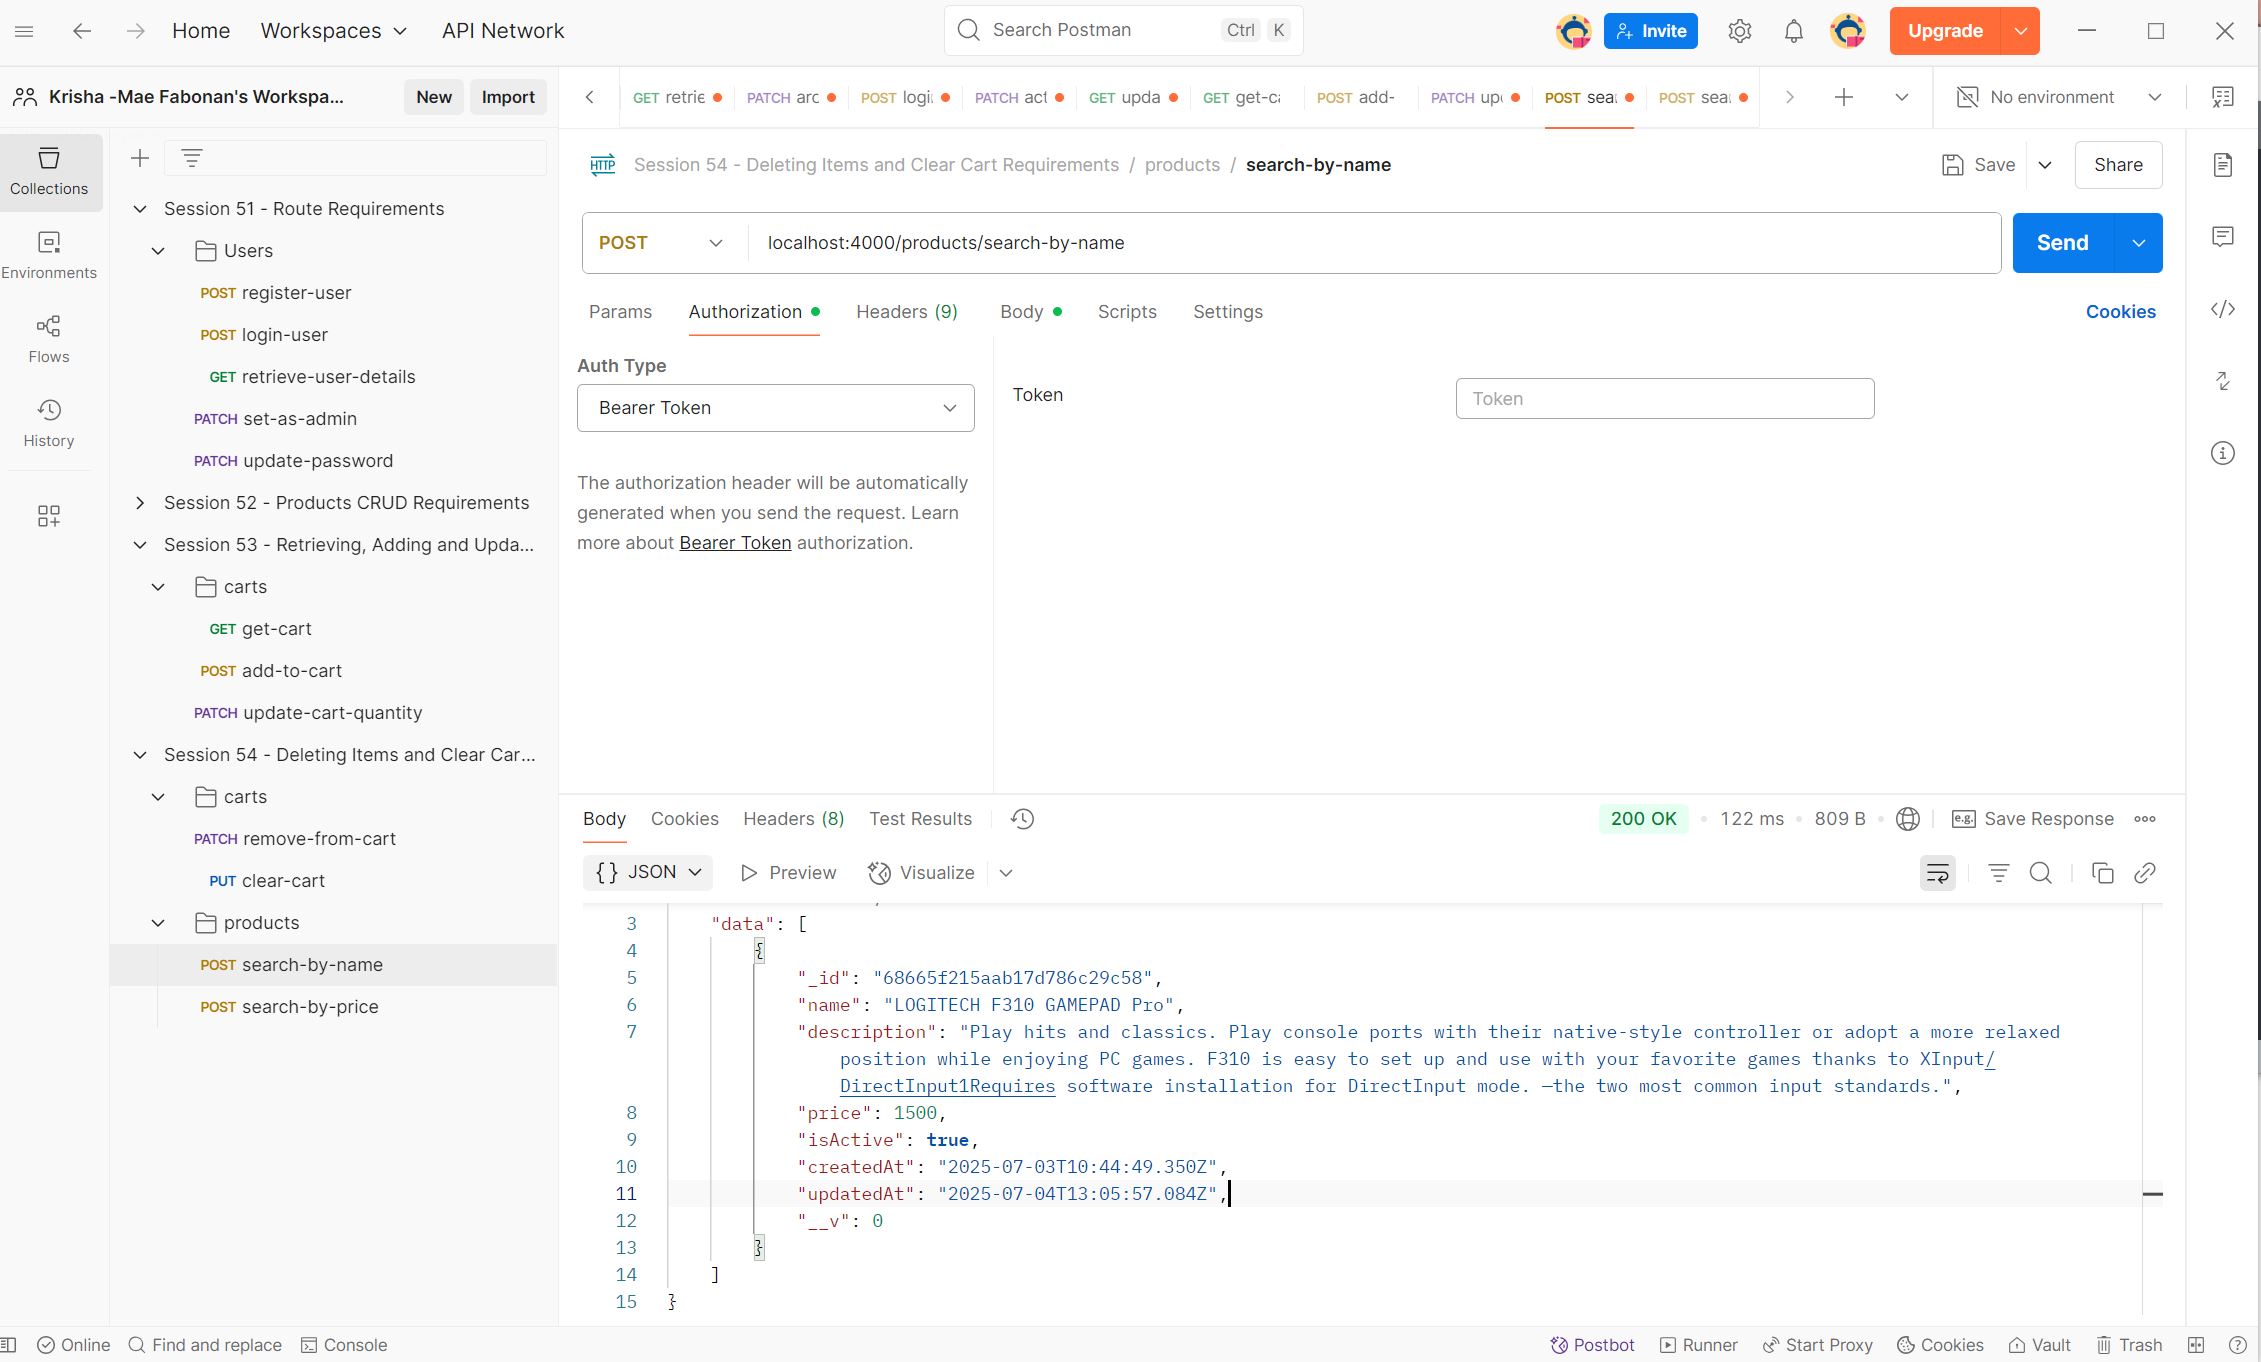 Home Workspaces API Network Search Postman Ctrl K Invite Upgrade
Krisha -Mae Fabonan's Workspa... New Import
GET retrie PATCH arc POST logi PATCH act GET upda GET get-ca POST add- PATCH up POST sea POST sea No environment
Collections
Environments
Flows
History
Session 51 - Route Requirements
Users
POST register-user
POST login-user
GET retrieve-user-details
PATCH set-as-admin
PATCH update-password
Session 52 - Products CRUD Requirements
Session 53 - Retrieving, Adding and Upda...
carts
GET get-cart
POST add-to-cart
PATCH update-cart-quantity
Session 54 - Deleting Items and Clear Car...
carts
PATCH remove-from-cart
PUT clear-cart
products
POST search-by-name
POST search-by-price
HTTP Session 54 - Deleting Items and Clear Cart Requirements / products / search-by-name Save Share
POST localhost:4000/products/search-by-name Send
Params Authorization Headers (9) Body Scripts Settings Cookies
Auth Type
Bearer Token
Token Token
The authorization header will be automatically
generated when you send the request. Learn
more about Bearer Token authorization.
Body Cookies Headers (8) Test Results 200 OK • 122 ms • 809 B • e.g. Save Response
{} JSON Preview Visualize
3 "data": [
4 {
5 "_id": "68665f215aab17d786c29c58",
6 "name": "LOGITECH F310 GAMEPAD Pro",
7 "description": "Play hits and classics. Play console ports with their native-style controller or adopt a more relaxed
position while enjoying PC games. F310 is easy to set up and use with your favorite games thanks to XInput/
DirectInput1Requires software installation for DirectInput mode. —the two most common input standards.",
8 "price": 1500,
9 "isActive": true,
10 "createdAt": "2025-07-03T10:44:49.350Z",
11 "updatedAt": "2025-07-04T13:05:57.084Z",
12 "__v": 0
13 }
14 ]
15 }
Online Find and replace Console Postbot Runner Start Proxy Cookies Vault Trash